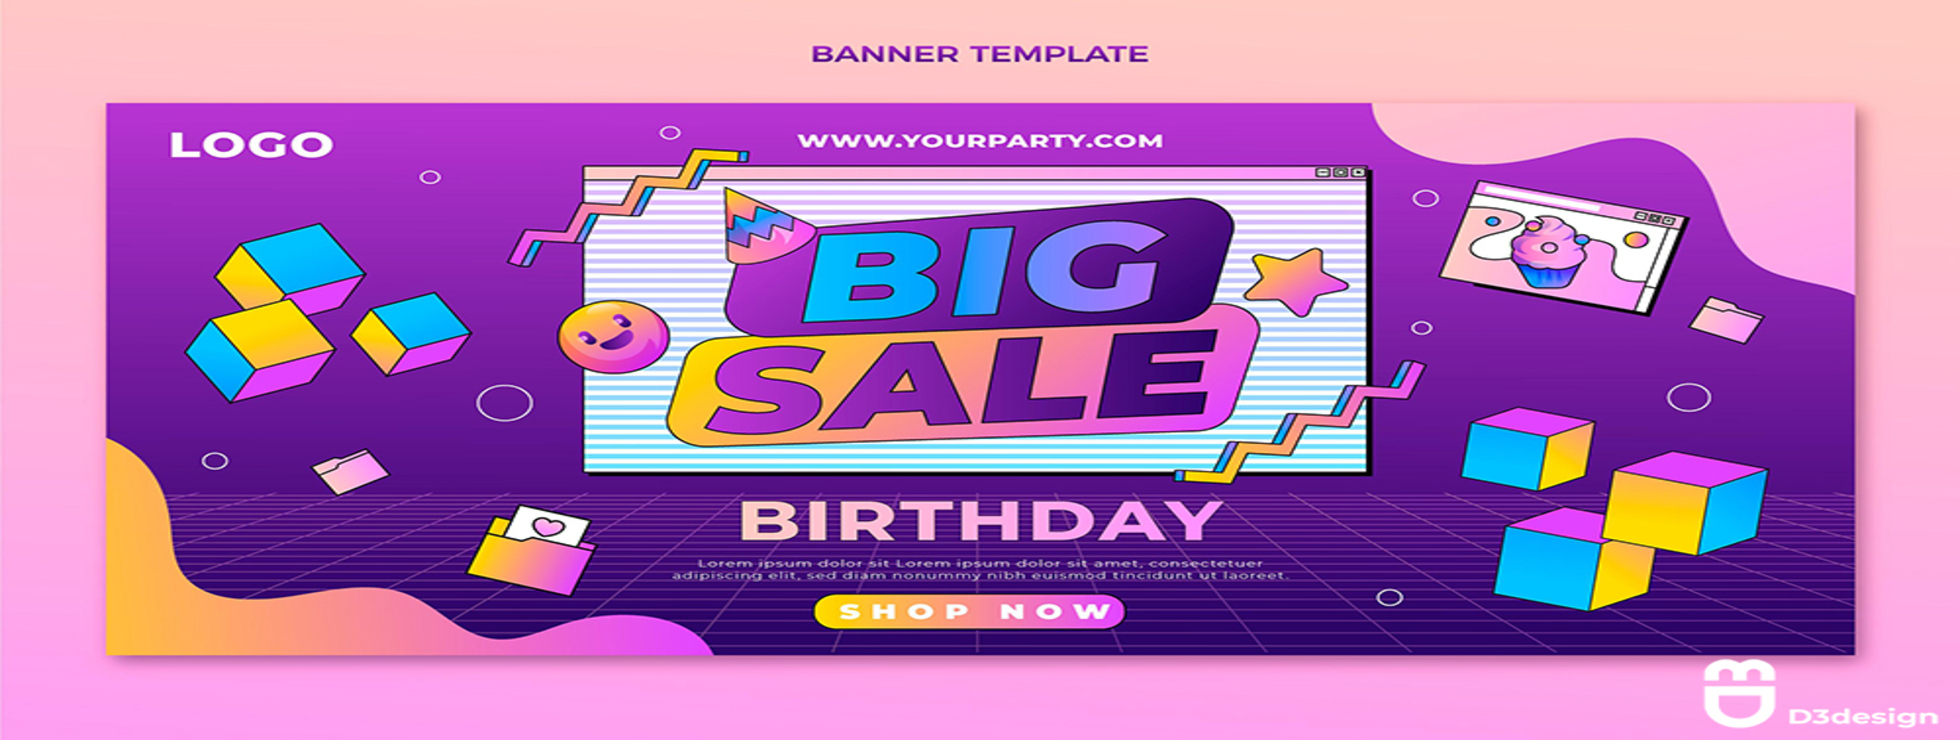 BANNER TEMPLATE
LOGO
WWW.YOURPARTY.COM
BIG
SALE
BIRTHDAY
Lorem ipsum dolor sit Lorem ipsum dolor sit amet, consectetuer
adipiscing elit, sed diam nonummy nibh euismod tincidunt ut laoreet.
SHOP NOW
D3design